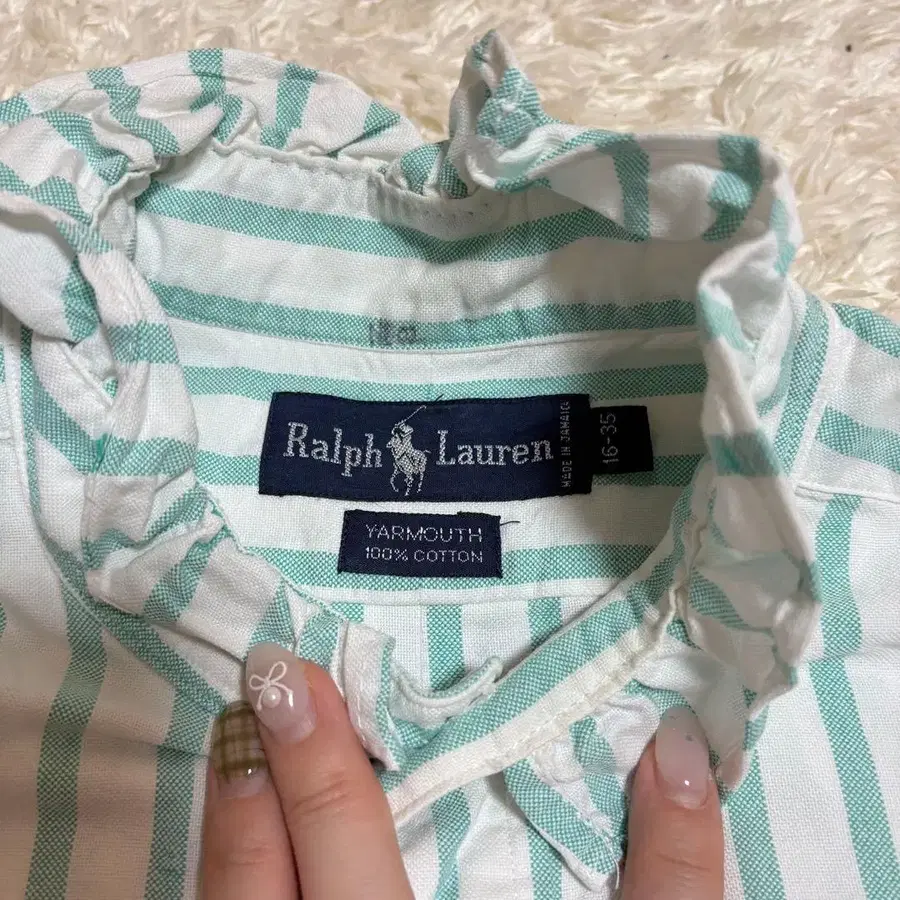 Ralph Lauren
MADE IN JAMAICA
16-35
YARMOUTH
100% COTTON